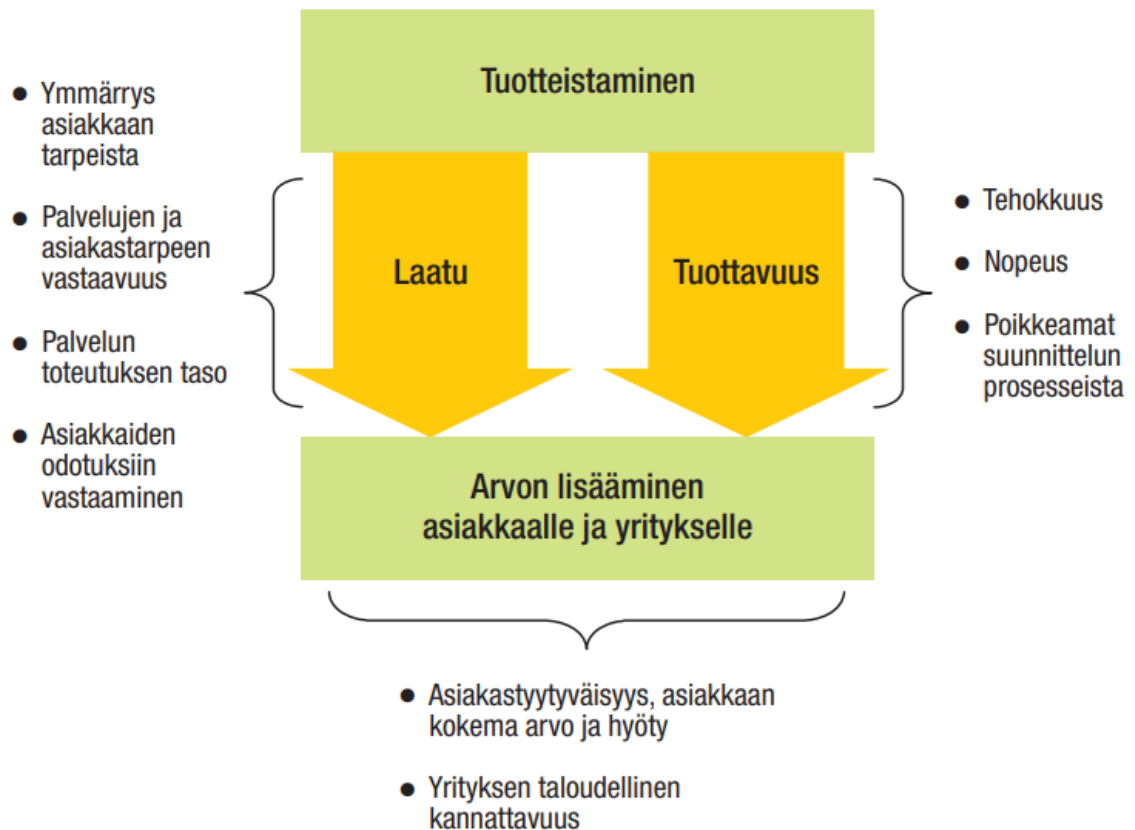 Tuotteistaminen
● Ymmärrys
asiakkaan
tarpeista
● Palvelujen ja
asiakastarpeen
vastaavuus
● Palvelun
toteutuksen taso
● Asiakkaiden
odotuksiin
vastaaminen
Laatu
Tuottavuus
● Tehokkuus
● Nopeus
● Poikkeamat
suunnittelun
prosesseista
Arvon lisääminen
asiakkaalle ja yritykselle
● Asiakastyytyväisyys, asiakkaan
kokema arvo ja hyöty
● Yrityksen taloudellinen
kannattavuus